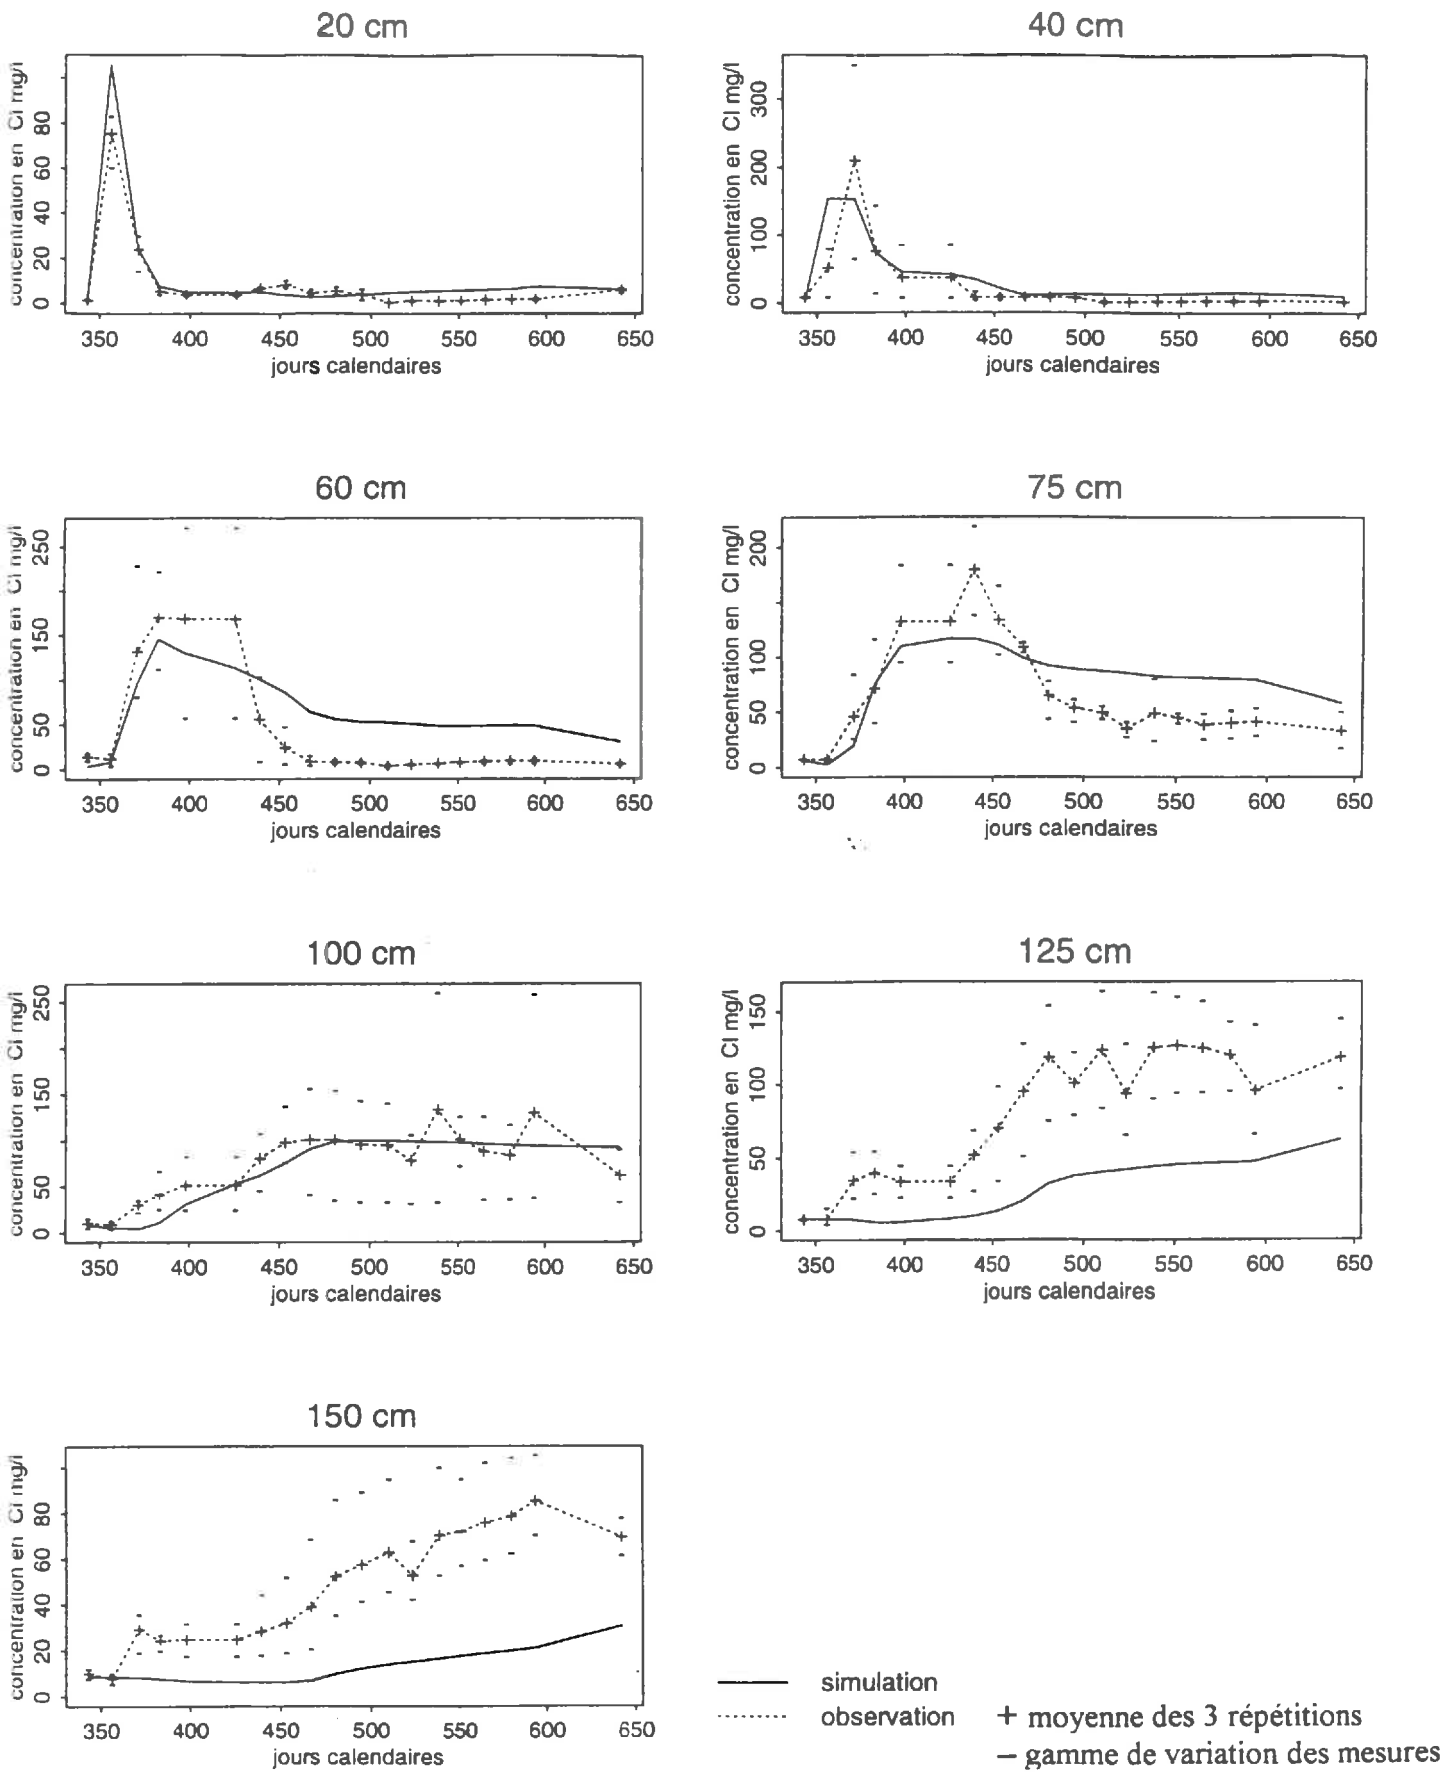 20 cm
concentration en Cl mg/l
0 20 40 60 80
350 400 450 500 550 600 650
jours calendaires
40 cm
concentration en Cl mg/l
0 100 200 300
350 400 450 500 550 600 650
jours calendaires
60 cm
concentration en Cl mg/l
0 50 150 250
350 400 450 500 550 600 650
jours calendaires
75 cm
concentration en Cl mg/l
0 50 100 200
350 400 450 500 550 600 650
jours calendaires
100 cm
concentration en Cl mg/l
0 50 150 250
350 400 450 500 550 600 650
jours calendaires
125 cm
concentration en Cl mg/l
0 50 100 150
350 400 450 500 550 600 650
jours calendaires
150 cm
concentration en Cl mg/l
0 20 40 60 80
350 400 450 500 550 600 650
jours calendaires
simulation
observation + moyenne des 3 répétitions
– gamme de variation des mesures